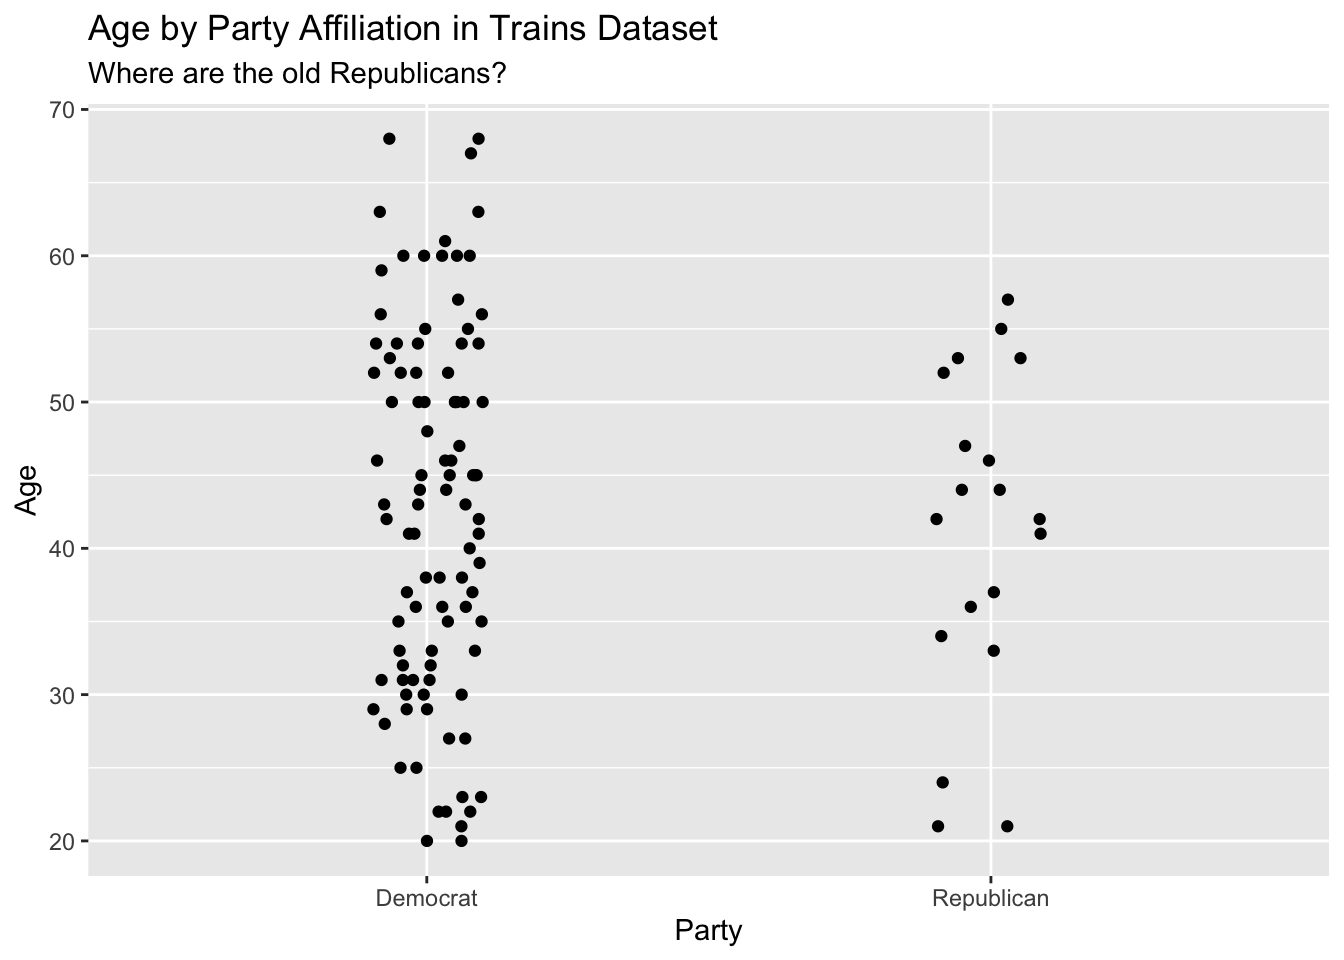 Age by Party Affiliation in Trains Dataset
Where are the old Republicans?
70
60
50
40
30
20
Age
Democrat
Republican
Party